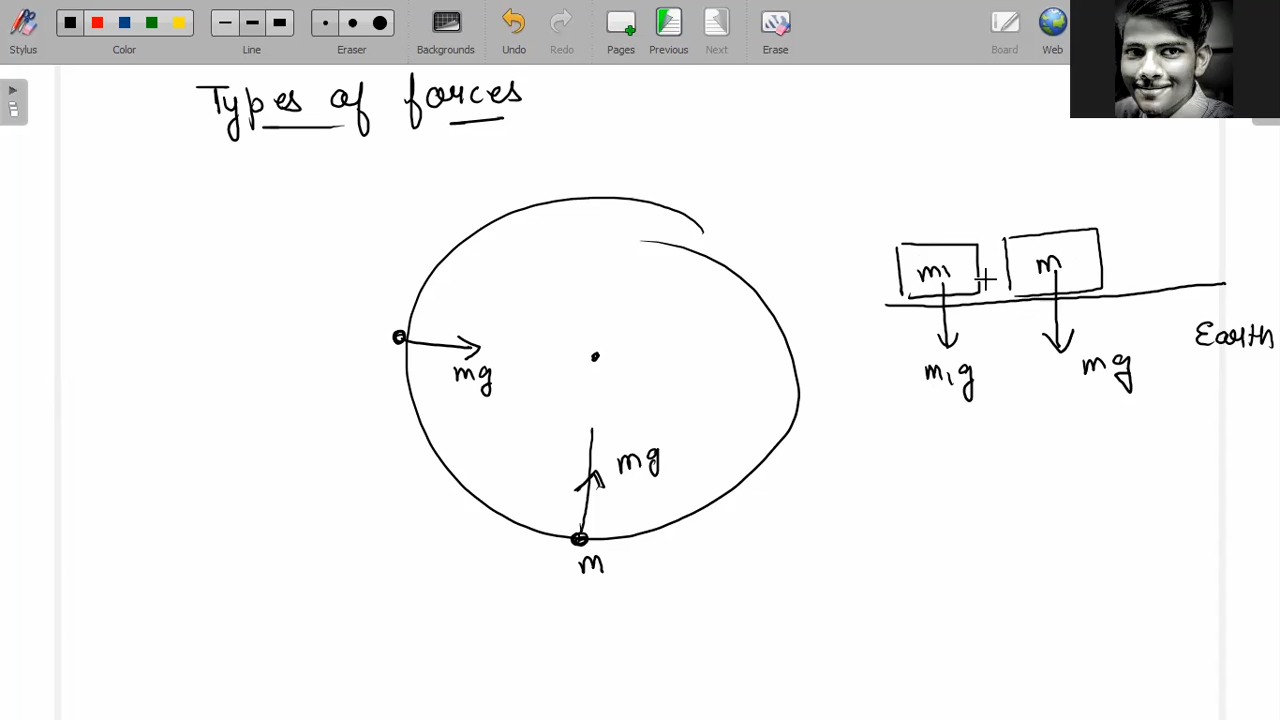 Stylus
Color
Line
Eraser
Backgrounds
Undo
Redo
Pages
Previous
Next
Erase
Board
Web
Types of forces
mg
mg
m
m1
m
Earth
m1g
mg